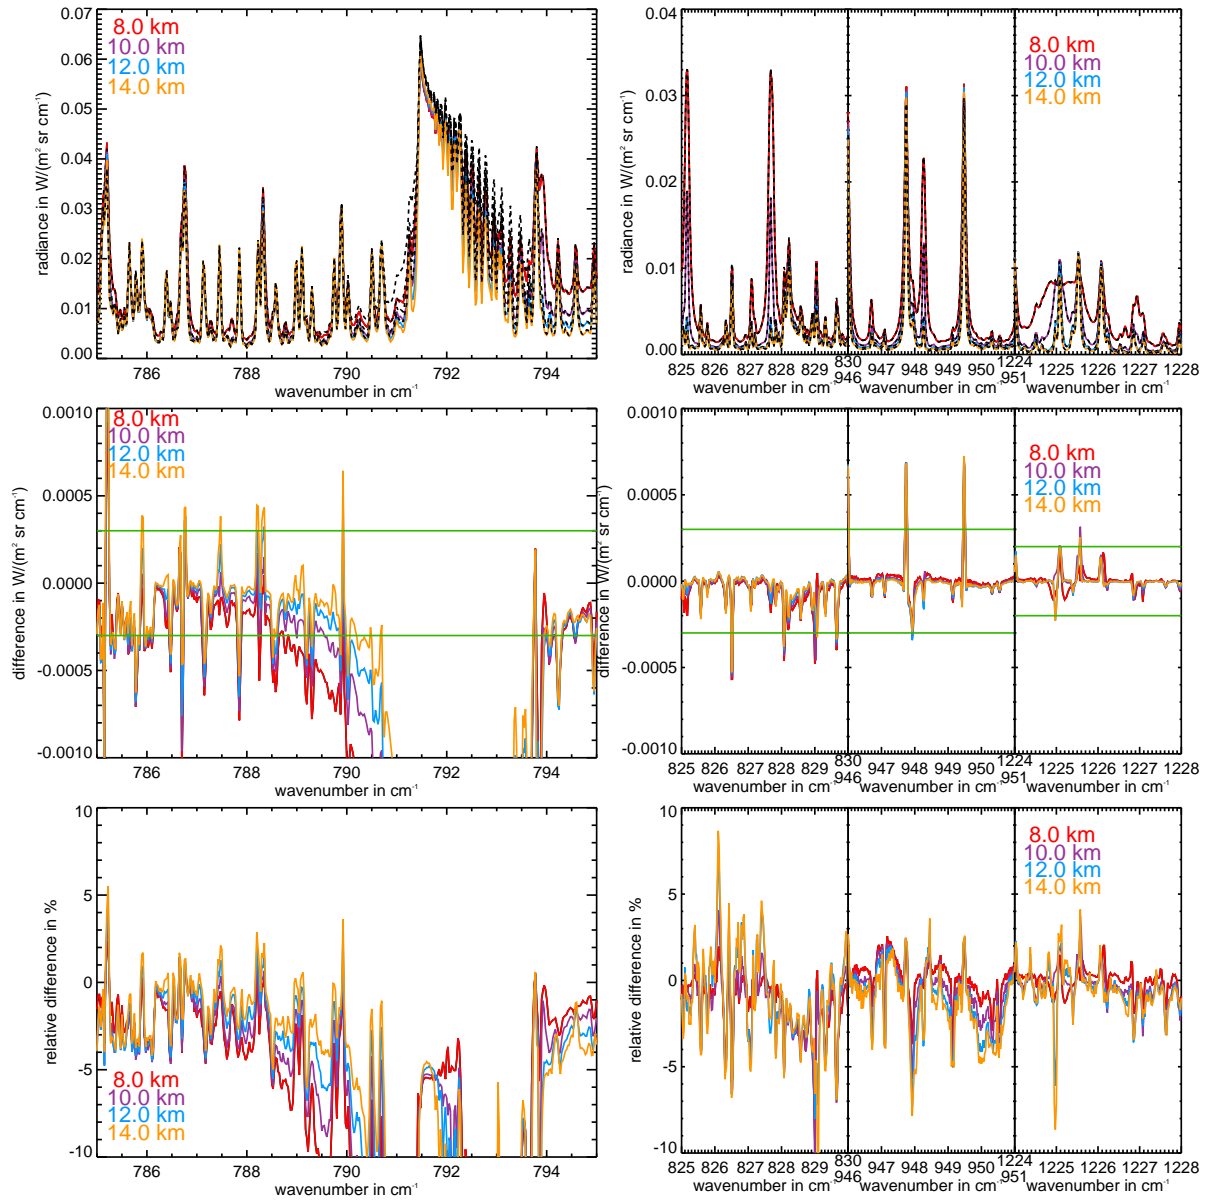 0.07
0.06
0.05
0.04
0.03
0.02
0.01
0.00
radiance in W/(m² sr cm⁻¹)
8.0 km
10.0 km
12.0 km
14.0 km
786 788 790 792 794
wavenumber in cm⁻¹
0.04
0.03
0.02
0.01
0.00
radiance in W/(m² sr cm⁻¹)
8.0 km
10.0 km
12.0 km
14.0 km
825 826 827 828 829 830 947 948 949 950 1224 1225 1226 1227 1228
946 951
wavenumber in cm⁻¹ wavenumber in cm⁻¹ wavenumber in cm⁻¹
0.0010
0.0005
0.0000
-0.0005
-0.0010
difference in W/(m² sr cm⁻¹)
8.0 km
10.0 km
12.0 km
14.0 km
786 788 790 792 794
wavenumber in cm⁻¹
0.0010
0.0005
0.0000
-0.0005
-0.0010
difference in W/(m² sr cm⁻¹)
8.0 km
10.0 km
12.0 km
14.0 km
825 826 827 828 829 830 947 948 949 950 1224 1225 1226 1227 1228
946 951
wavenumber in cm⁻¹ wavenumber in cm⁻¹ wavenumber in cm⁻¹
10
5
0
-5
-10
relative difference in %
8.0 km
10.0 km
12.0 km
14.0 km
786 788 790 792 794
wavenumber in cm⁻¹
10
5
0
-5
-10
relative difference in %
8.0 km
10.0 km
12.0 km
14.0 km
825 826 827 828 829 830 947 948 949 950 1224 1225 1226 1227 1228
946 951
wavenumber in cm⁻¹ wavenumber in cm⁻¹ wavenumber in cm⁻¹